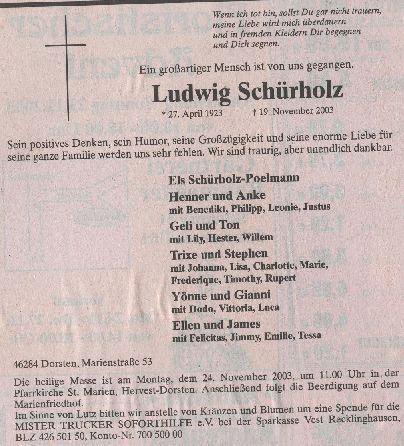 Wenn ich tot bin, sollst Du gar nicht trauern,
meine Liebe wird mich überdauern
und in fremden Kleidern Dir begegnen
und Dich segnen.
Ein großartiger Mensch ist von uns gegangen.
Ludwig Schürholz
* 27. April 1923 † 19. November 2003
Sein positives Denken, sein Humor, seine Großzügigkeit und seine enorme Liebe für
seine ganze Familie werden uns sehr fehlen. Wir sind traurig, aber unendlich dankbar.
Els Schürholz-Poelmann
Henner und Anke
mit Benedikt, Philipp, Leonie, Justus
Geli und Ton
mit Lily, Hester, Willem
Trixe und Stephen
mit Johanna, Lisa, Charlotte, Marie,
Frederique, Timothy, Rupert
Yönne und Gianni
mit Dodo, Vittoria, Luca
Ellen und James
mit Felicitas, Jimmy, Emilie, Tessa
46284 Dorsten, Marienstraße 53
Die heilige Messe ist am Montag, dem 24. November 2003, um 11.00 Uhr in der
Pfarrkirche St. Marien, Hervest-Dorsten. Anschließend folgt die Beerdigung auf dem
Marienfriedhof.
Im Sinne von Lutz bitten wir anstelle von Kränzen und Blumen um eine Spende für die
MISTER TRUCKER SOFORTHILFE e.V. bei der Sparkasse Vest Recklinghausen,
BLZ 426 501 50, Konto-Nr. 700 500 00